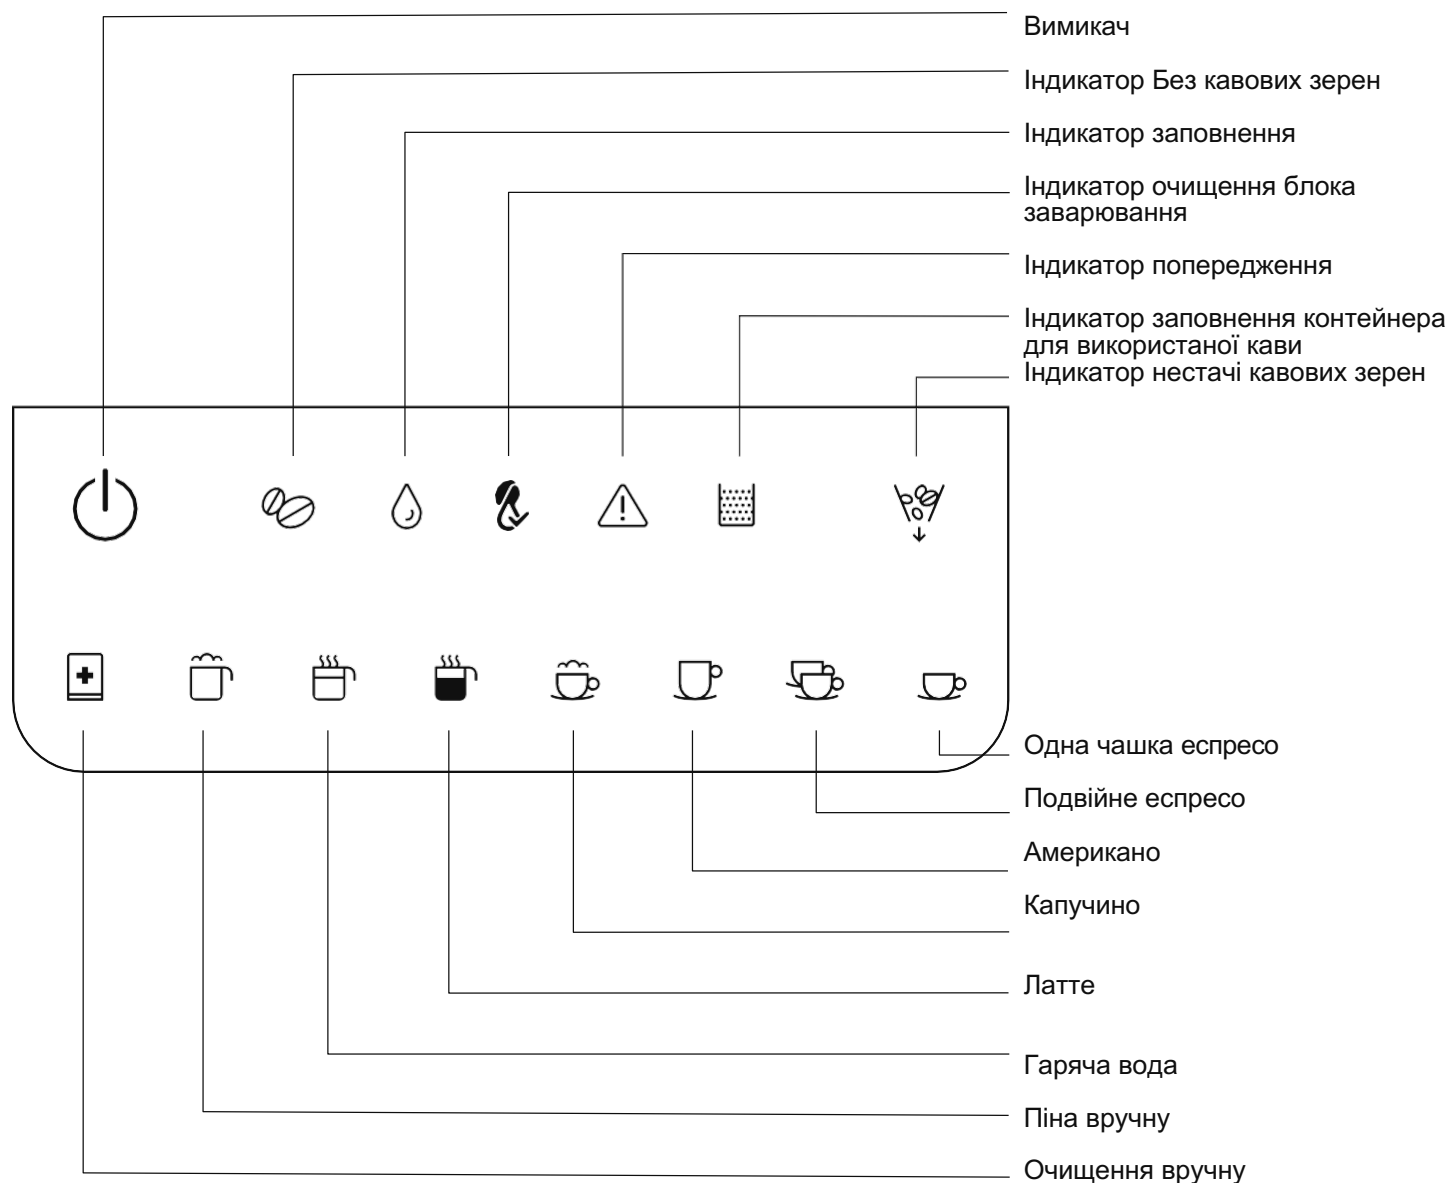 Вимикач
Індикатор Без кавових зерен
Індикатор заповнення
Індикатор очищення блока
заварювання
Індикатор попередження
Індикатор заповнення контейнера
для використаної кави
Індикатор нестачі кавових зерен
Одна чашка еспресо
Подвійне еспресо
Американо
Капучино
Латте
Гаряча вода
Піна вручну
Очищення вручну